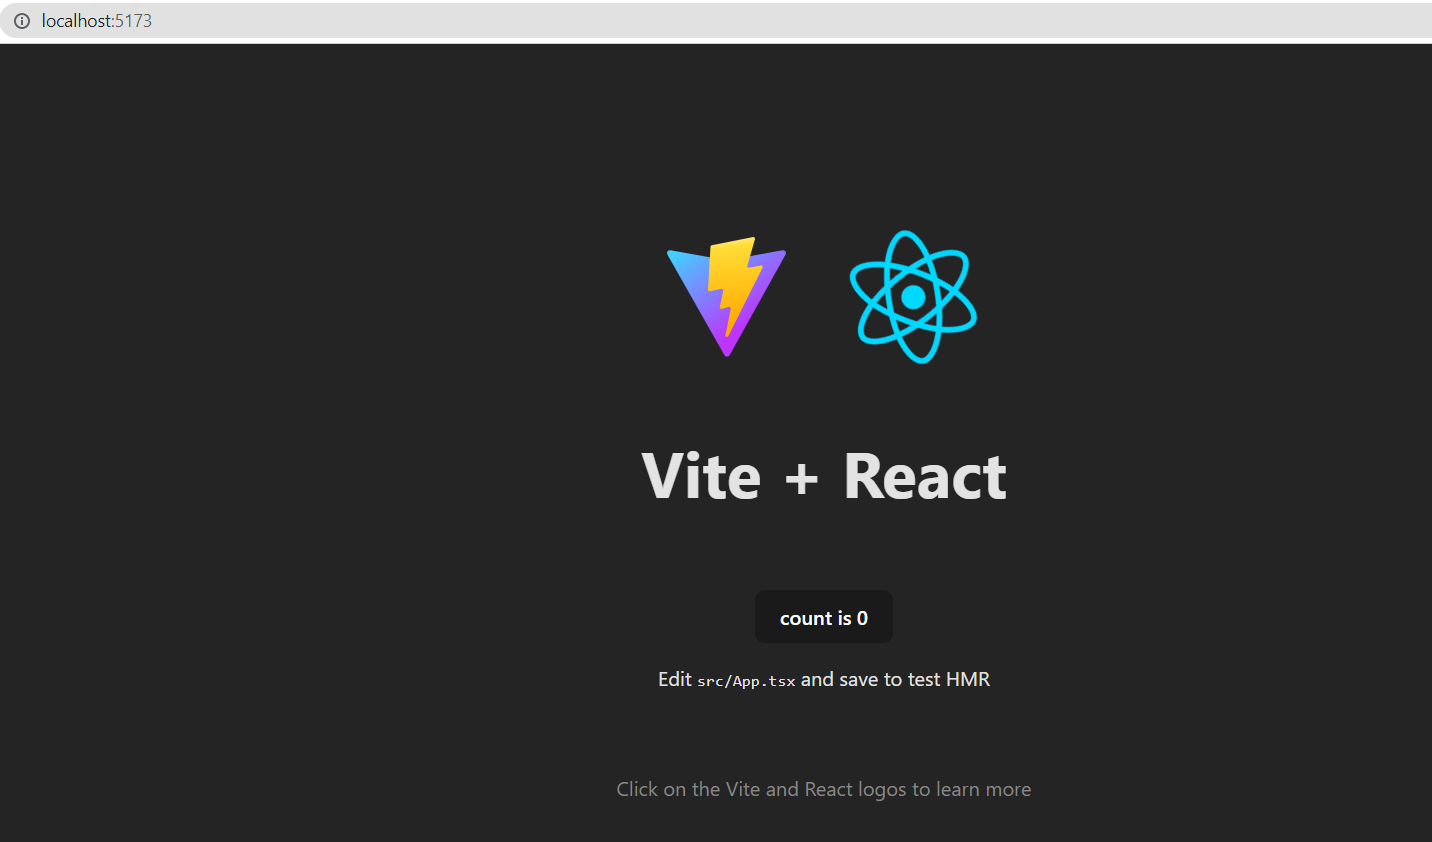 localhost:5173
Vite + React
count is 0
Edit src/App.tsx and save to test HMR
Click on the Vite and React logos to learn more